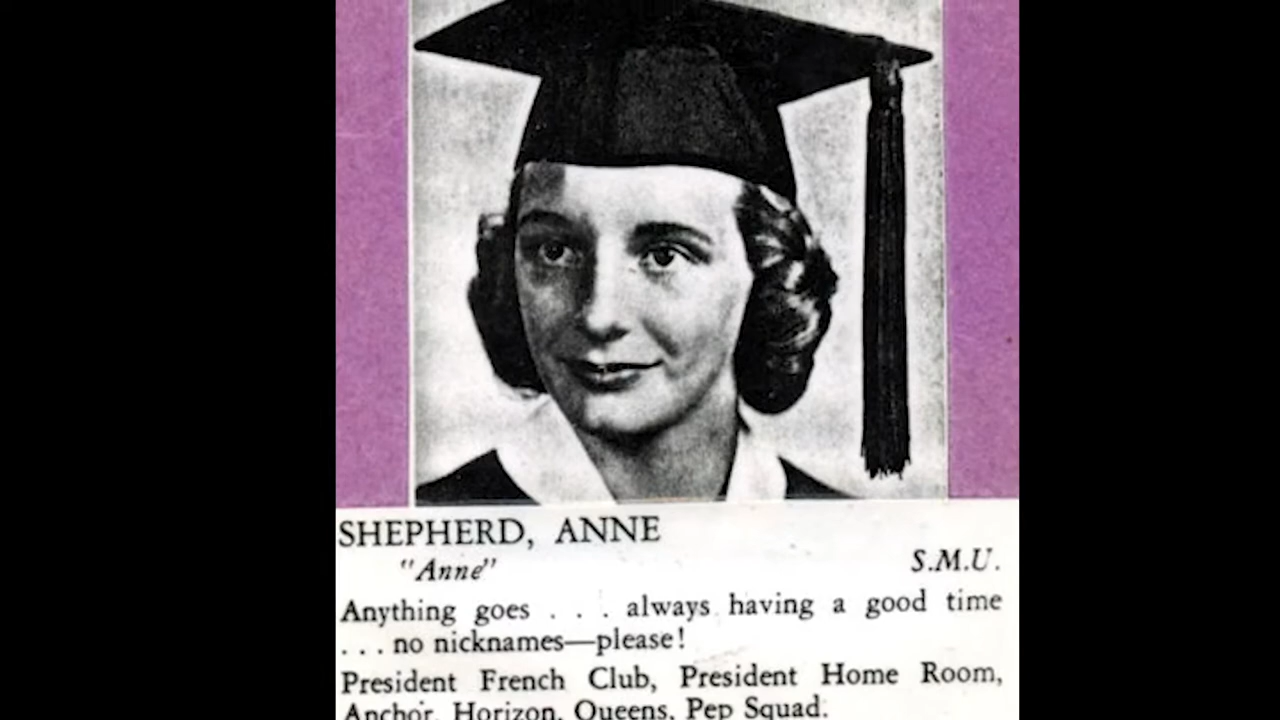 SHEPHERD, ANNE
"Anne"
S.M.U.
Anything goes . . . always having a good time
. . . no nicknames—please!
President French Club, President Home Room,
Anchor, Horizon, Queens, Pep Squad.